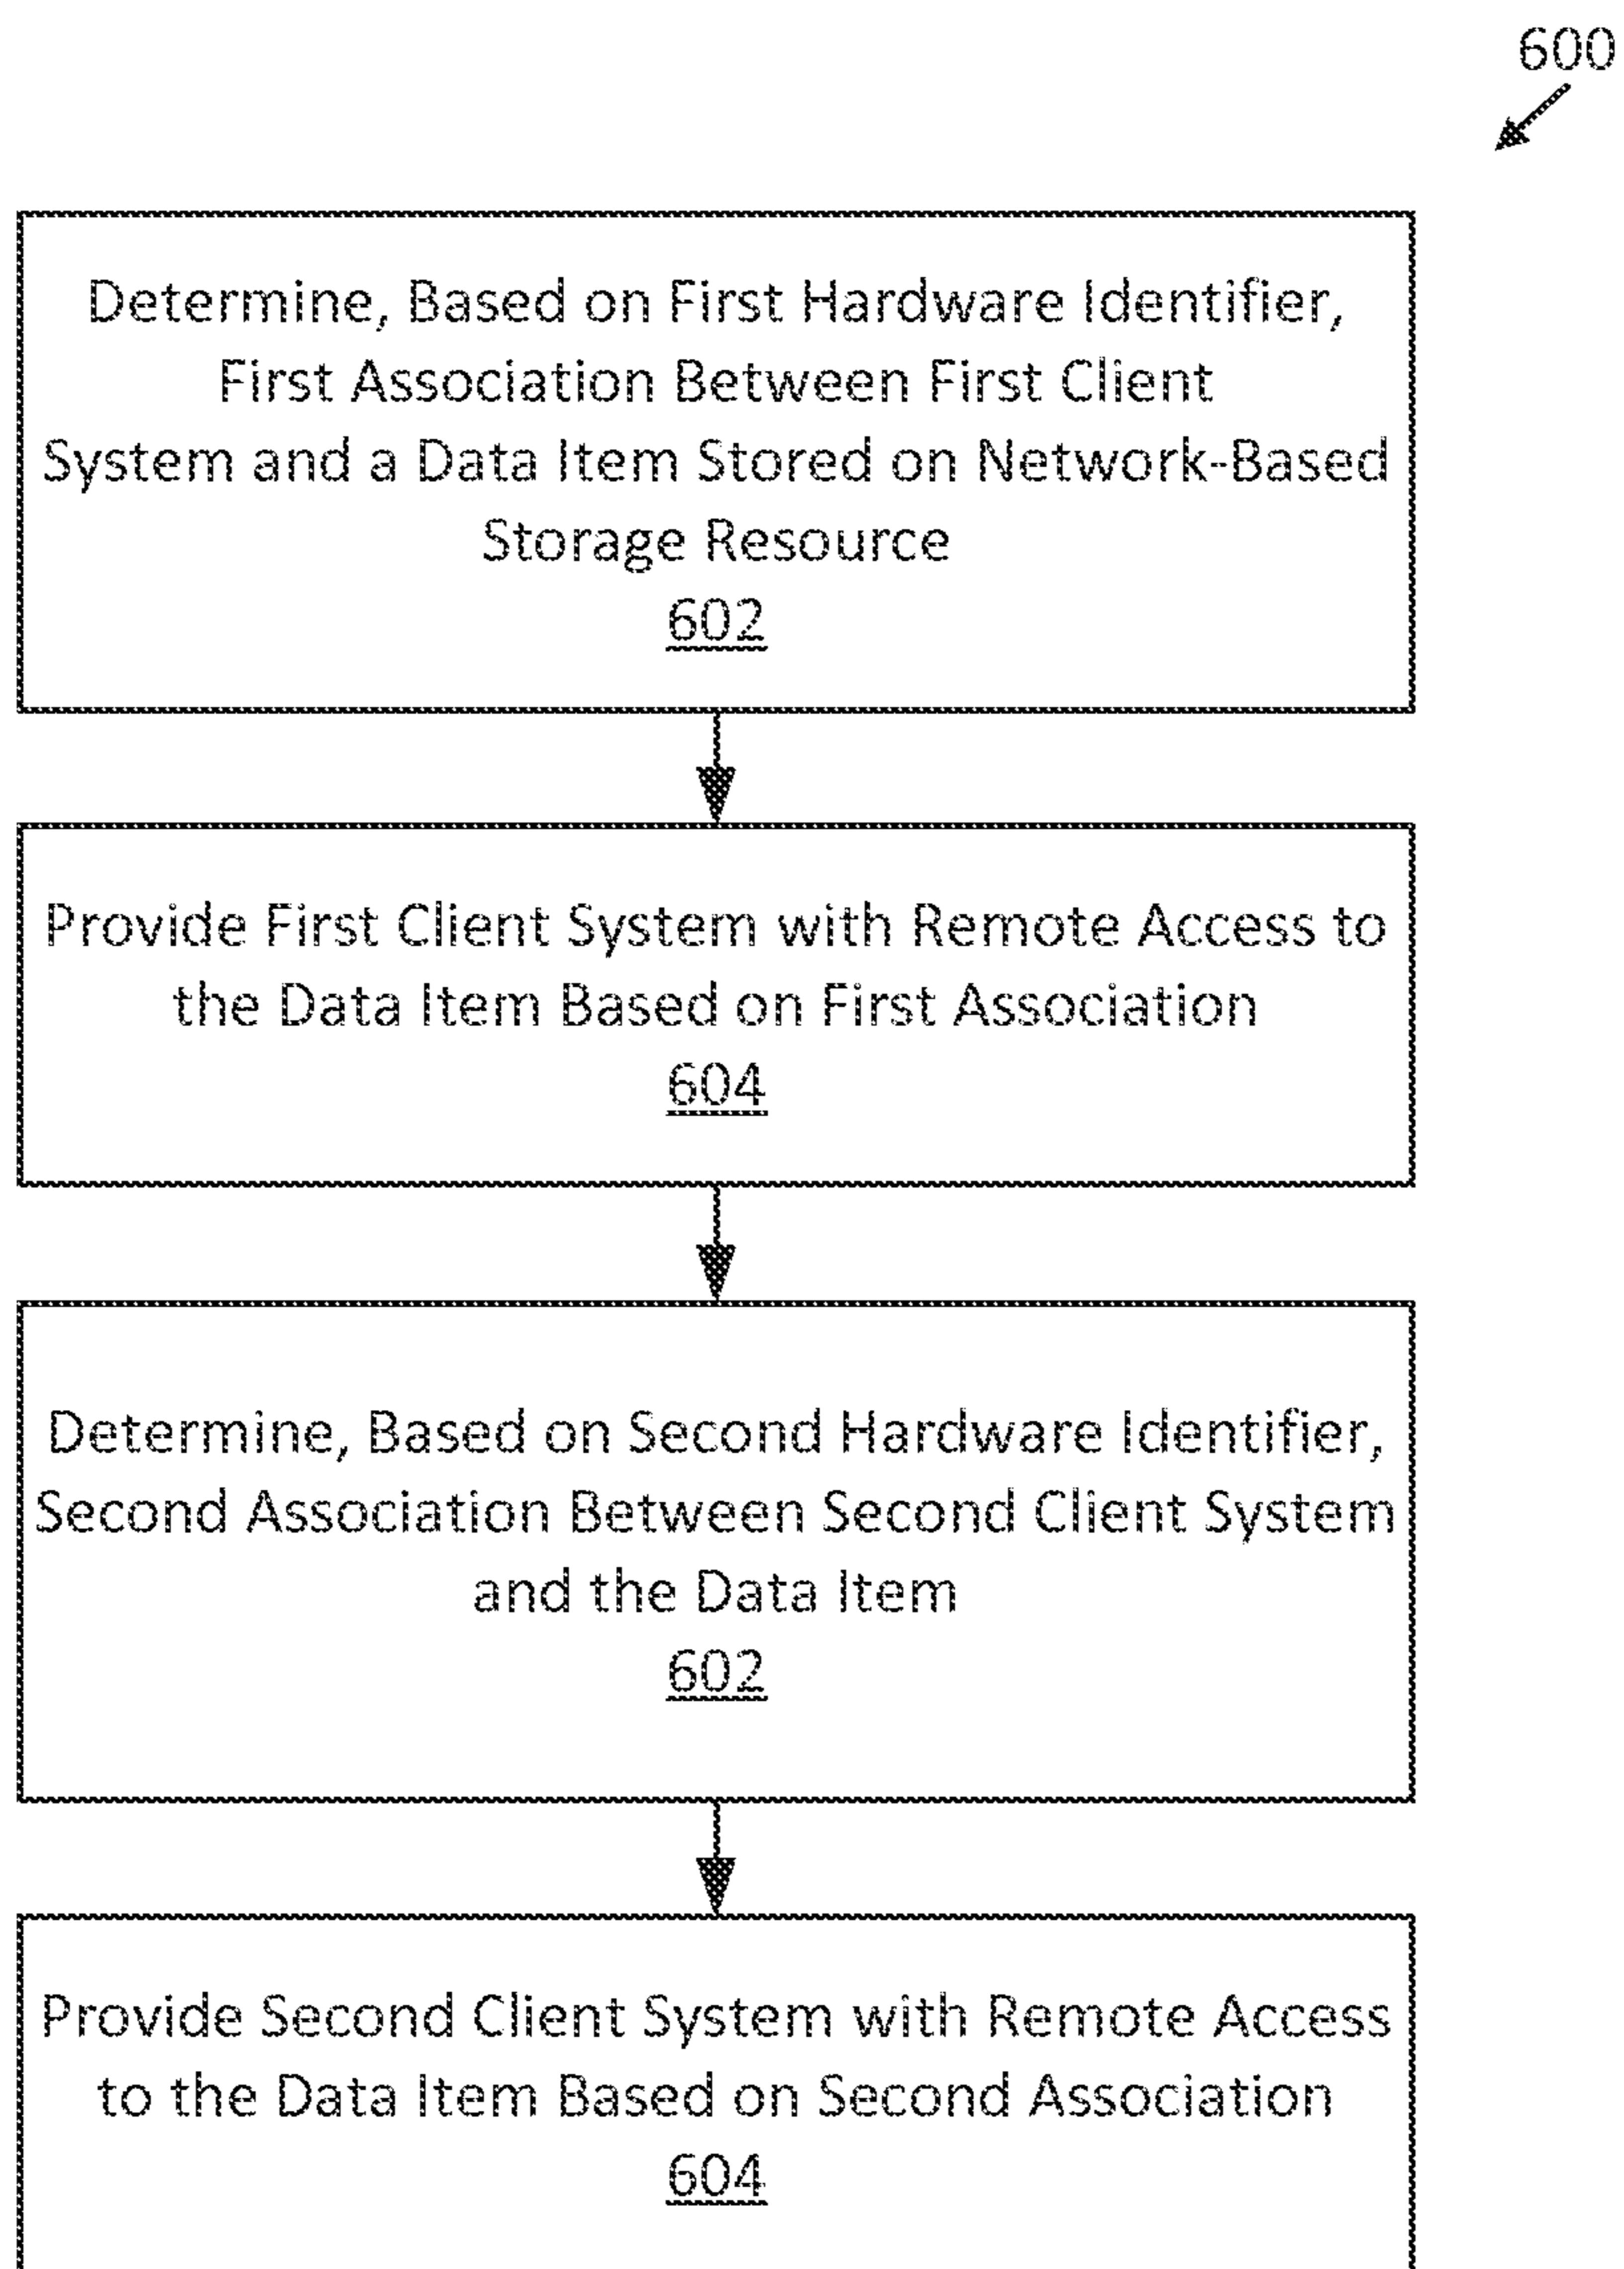 600
Determine, Based on First Hardware Identifier,
First Association Between First Client
System and a Data Item Stored on Network-Based
Storage Resource
602
Provide First Client System with Remote Access to
the Data Item Based on First Association
604
Determine, Based on Second Hardware Identifier,
Second Association Between Second Client System
and the Data Item
602
Provide Second Client System with Remote Access
to the Data Item Based on Second Association
604